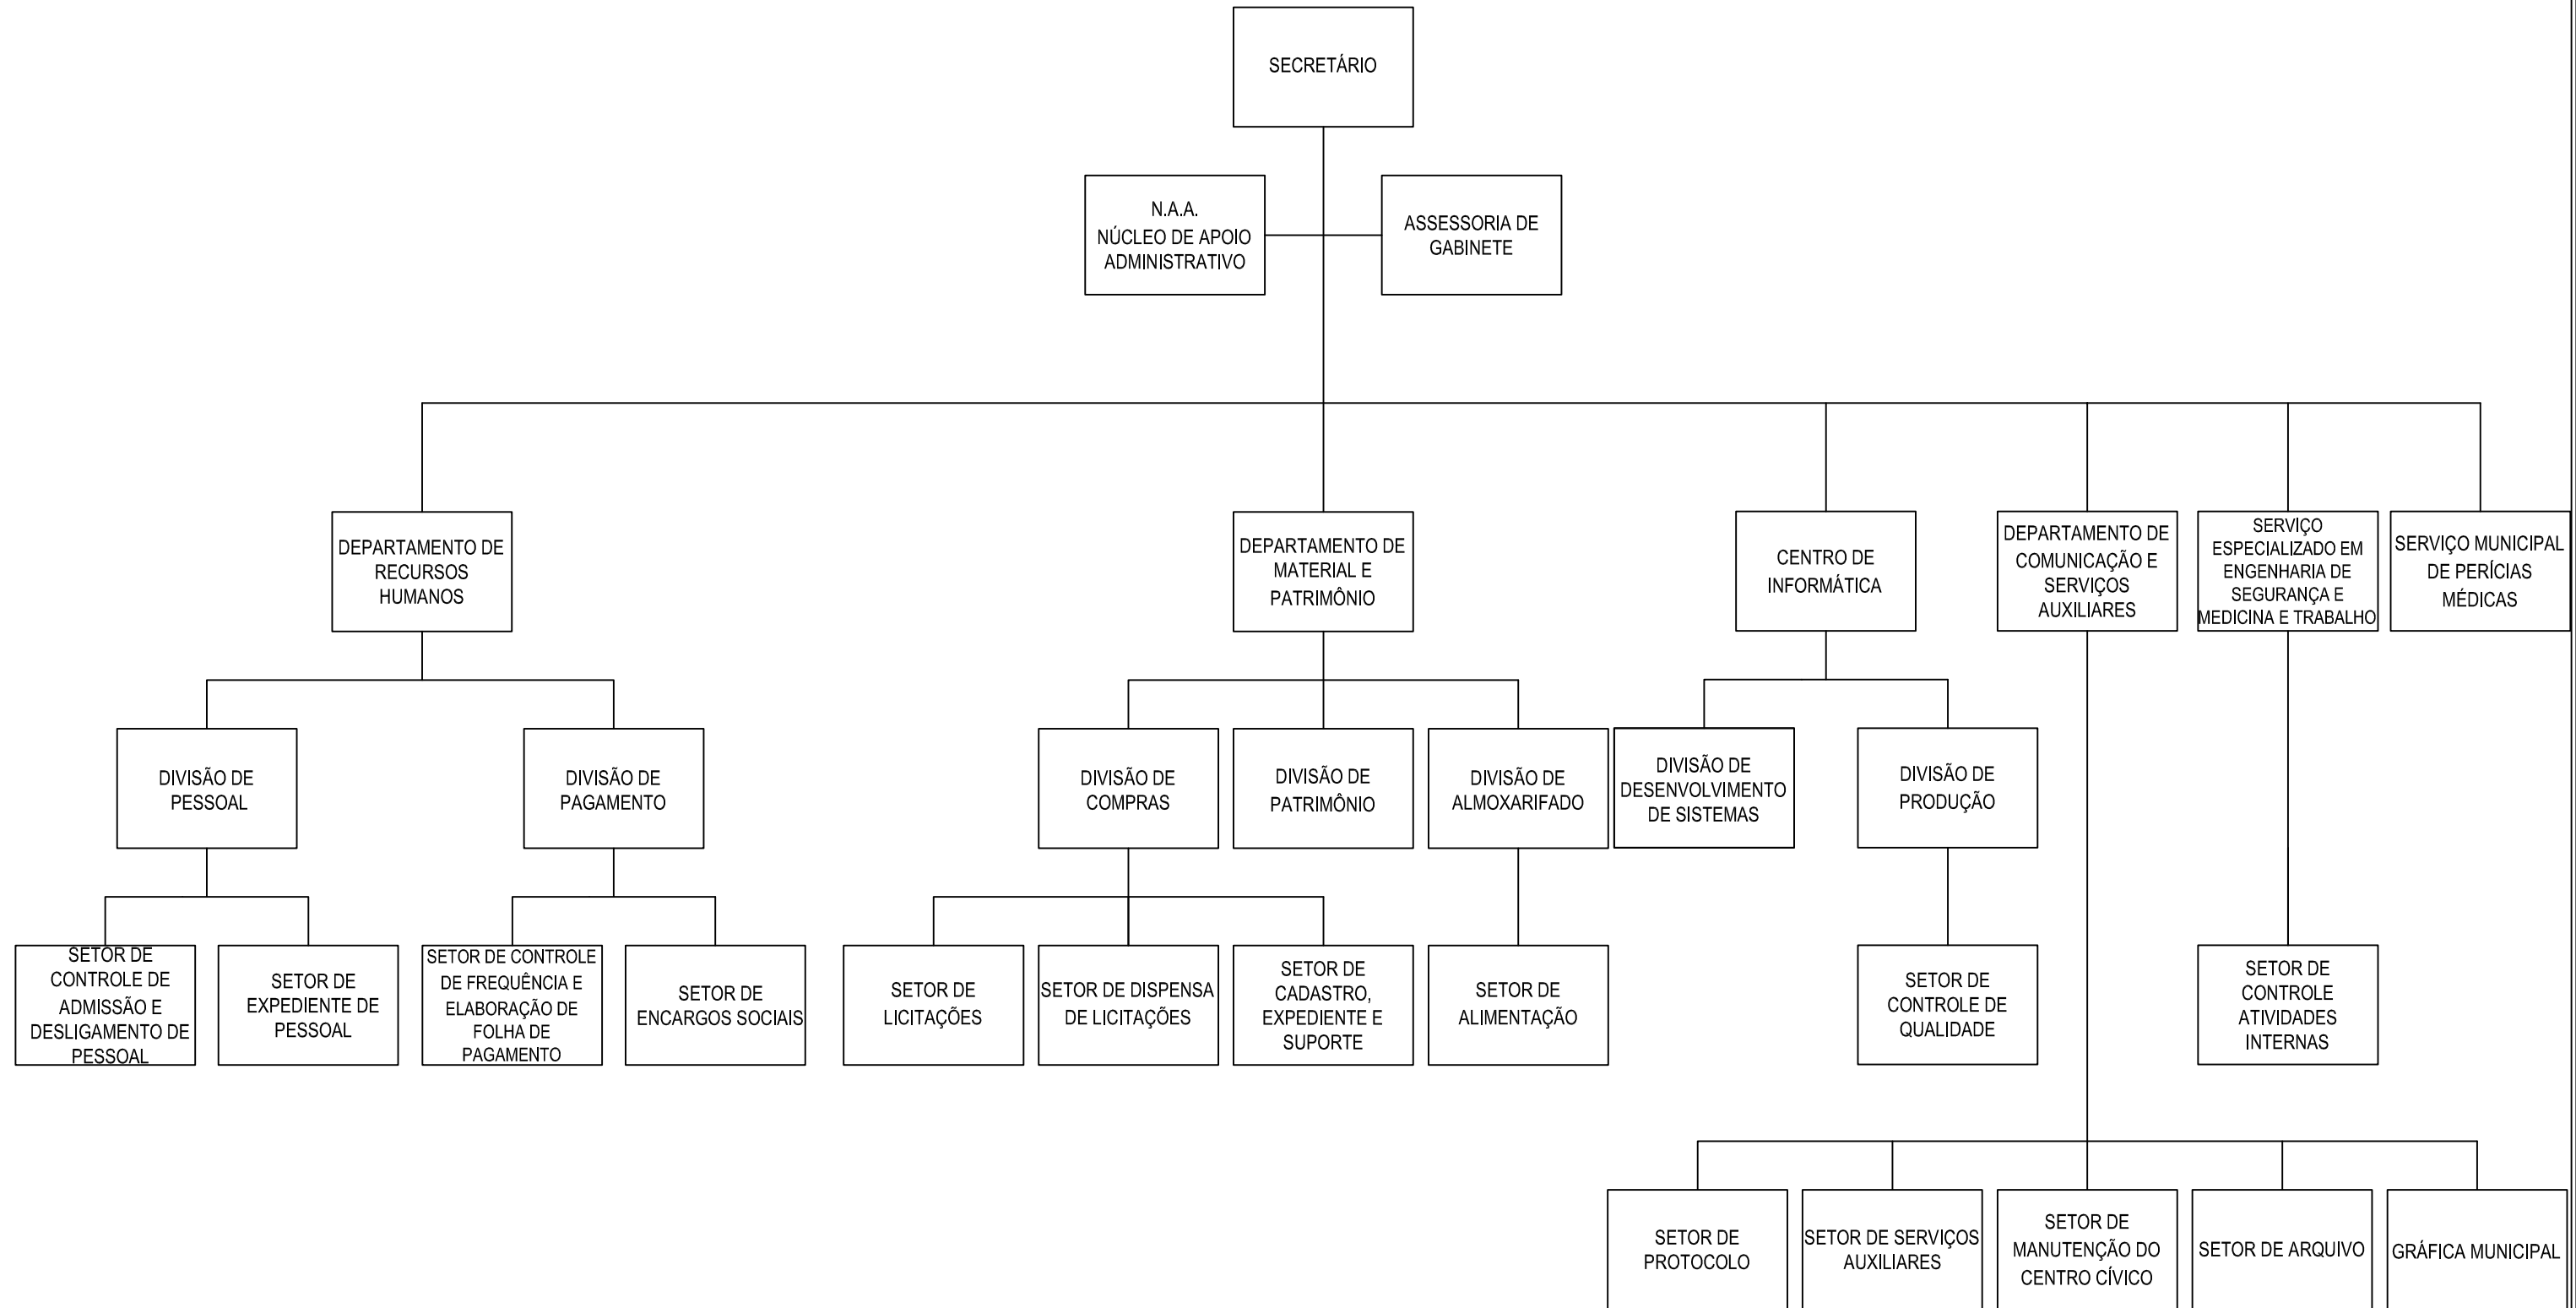 SECRETÁRIO
N.A.A.
NÚCLEO DE APOIO
ADMINISTRATIVO
ASSESSORIA DE
GABINETE
DEPARTAMENTO DE
RECURSOS
HUMANOS
DEPARTAMENTO DE
MATERIAL E
PATRIMÔNIO
CENTRO DE
INFORMÁTICA
DEPARTAMENTO DE
COMUNICAÇÃO E
SERVIÇOS
AUXILIARES
SERVIÇO
ESPECIALIZADO EM
ENGENHARIA DE
SEGURANÇA E
MEDICINA E TRABALHO
SERVIÇO MUNICIPAL
DE PERÍCIAS
MÉDICAS
DIVISÃO DE
PESSOAL
DIVISÃO DE
PAGAMENTO
DIVISÃO DE
COMPRAS
DIVISÃO DE
PATRIMÔNIO
DIVISÃO DE
ALMOXARIFADO
DIVISÃO DE
DESENVOLVIMENTO
DE SISTEMAS
DIVISÃO DE
PRODUÇÃO
SETOR DE
CONTROLE DE
ADMISSÃO E
DESLIGAMENTO DE
PESSOAL
SETOR DE
EXPEDIENTE DE
PESSOAL
SETOR DE CONTROLE
DE FREQUÊNCIA E
ELABORAÇÃO DE
FOLHA DE
PAGAMENTO
SETOR DE
ENCARGOS SOCIAIS
SETOR DE
LICITAÇÕES
SETOR DE DISPENSA
DE LICITAÇÕES
SETOR DE
CADASTRO,
EXPEDIENTE E
SUPORTE
SETOR DE
ALIMENTAÇÃO
SETOR DE
CONTROLE DE
QUALIDADE
SETOR DE
CONTROLE
ATIVIDADES
INTERNAS
SETOR DE
PROTOCOLO
SETOR DE SERVIÇOS
AUXILIARES
SETOR DE
MANUTENÇÃO DO
CENTRO CÍVICO
SETOR DE ARQUIVO
GRÁFICA MUNICIPAL